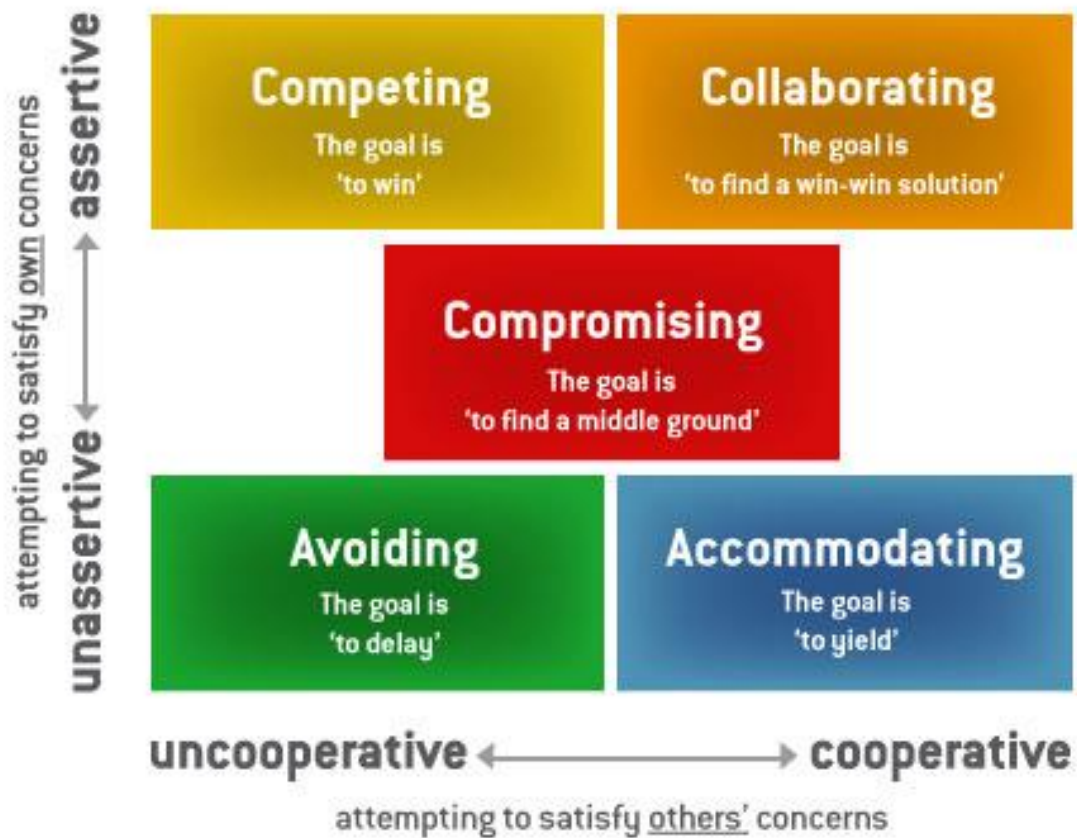 assertive
attempting to satisfy own concerns
unassertive
Competing
The goal is
'to win'
Collaborating
The goal is
'to find a win-win solution'
Compromising
The goal is
'to find a middle ground'
Avoiding
The goal is
'to delay'
Accommodating
The goal is
'to yield'
uncooperative
cooperative
attempting to satisfy others' concerns